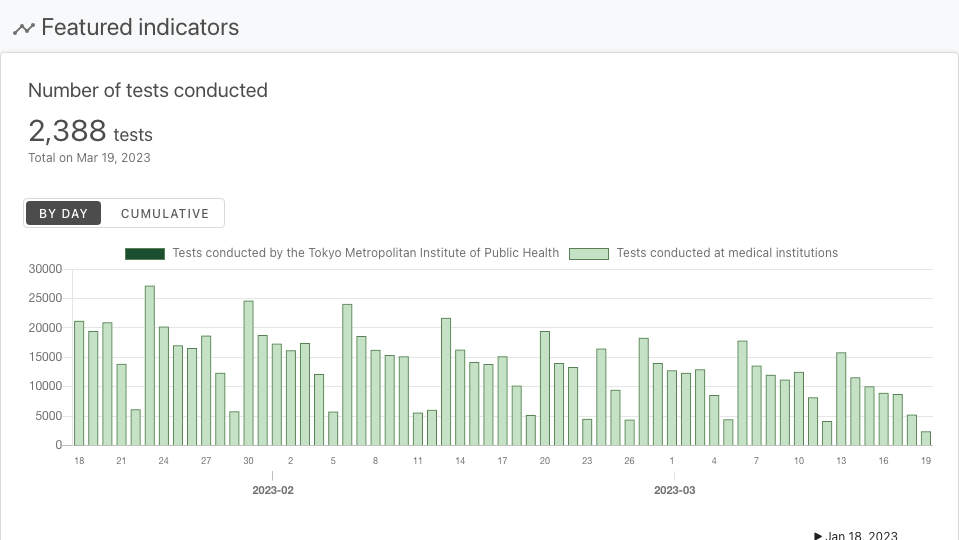 Featured indicators
Number of tests conducted
2,388 tests
Total on Mar 19, 2023
BY DAY CUMULATIVE
Tests conducted by the Tokyo Metropolitan Institute of Public Health Tests conducted at medical institutions
30000
25000
20000
15000
10000
5000
0
18 21 24 27 30 2 5 8 11 14 17 20 23 26 1 4 7 10 13 16 19
2023-02 2023-03
▶ Jan 18, 2023